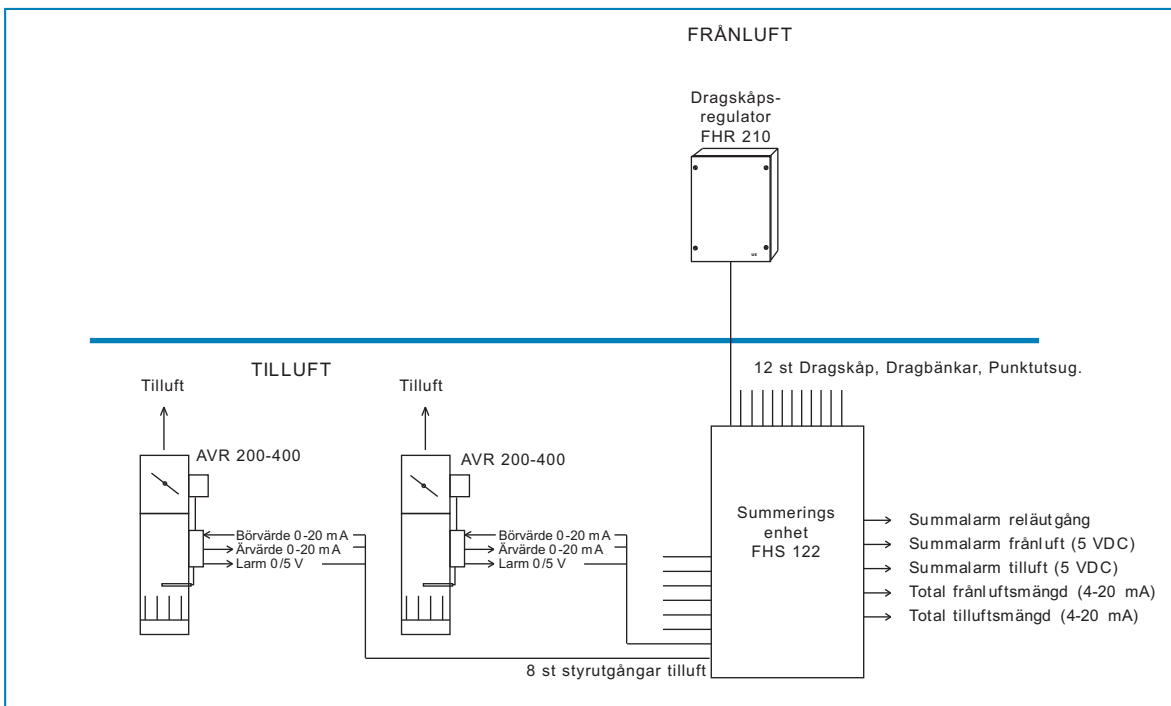 FRÅNLUFT
Dragskåps-
regulator
FHR 210
TILLUFT
12 st Dragskåp, Dragbänkar, Punktutsug.
Tilluft
Tilluft
AVR 200-400
AVR 200-400
Börvärde 0-20 mA
Ärvärde 0-20 mA
Larm 0/5 V
Börvärde 0-20 mA
Ärvärde 0-20 mA
Larm 0/5 V
Summerings
enhet
FHS 122
Summalarm reläutgång
Summalarm frånluft (5 VDC)
Summalarm tilluft (5 VDC)
Total frånluftsmängd (4-20 mA)
Total tilluftsmängd (4-20 mA)
8 st styrutgångar tilluft